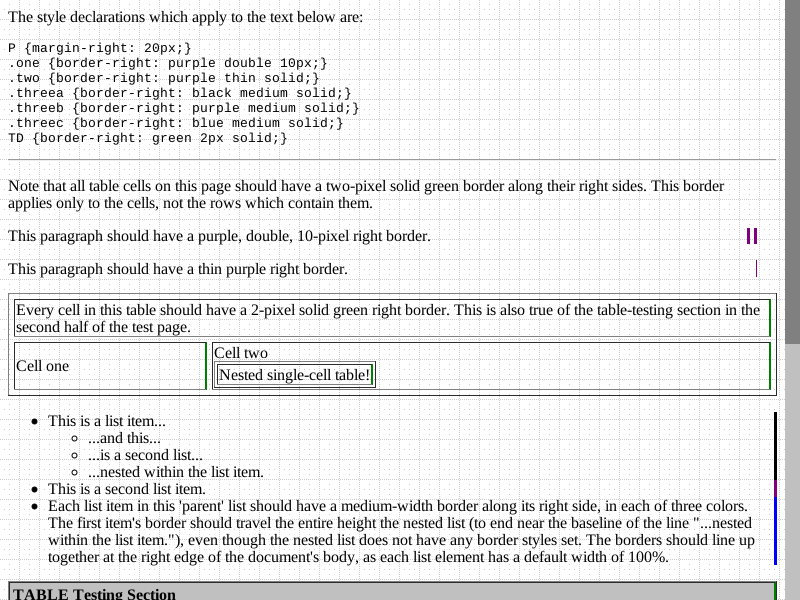 The style declarations which apply to the text below are:
P {margin-right: 20px;}
.one {border-right: purple double 10px;}
.two {border-right: purple thin solid;}
.threea {border-right: black medium solid;}
.threeb {border-right: purple medium solid;}
.threec {border-right: blue medium solid;}
TD {border-right: green 2px solid;}
Note that all table cells on this page should have a two-pixel solid green border along their right sides. This border
applies only to the cells, not the rows which contain them.
This paragraph should have a purple, double, 10-pixel right border.
This paragraph should have a thin purple right border.
Every cell in this table should have a 2-pixel solid green right border. This is also true of the table-testing section in the
second half of the test page.
Cell one
Cell two
Nested single-cell table!
This is a list item...
...and this...
...is a second list...
...nested within the list item.
This is a second list item.
Each list item in this 'parent' list should have a medium-width border along its right side, in each of three colors.
The first item's border should travel the entire height the nested list (to end near the baseline of the line "...nested
within the list item."), even though the nested list does not have any border styles set. The borders should line up
together at the right edge of the document's body, as each list element has a default width of 100%.
TABLE Testing Section